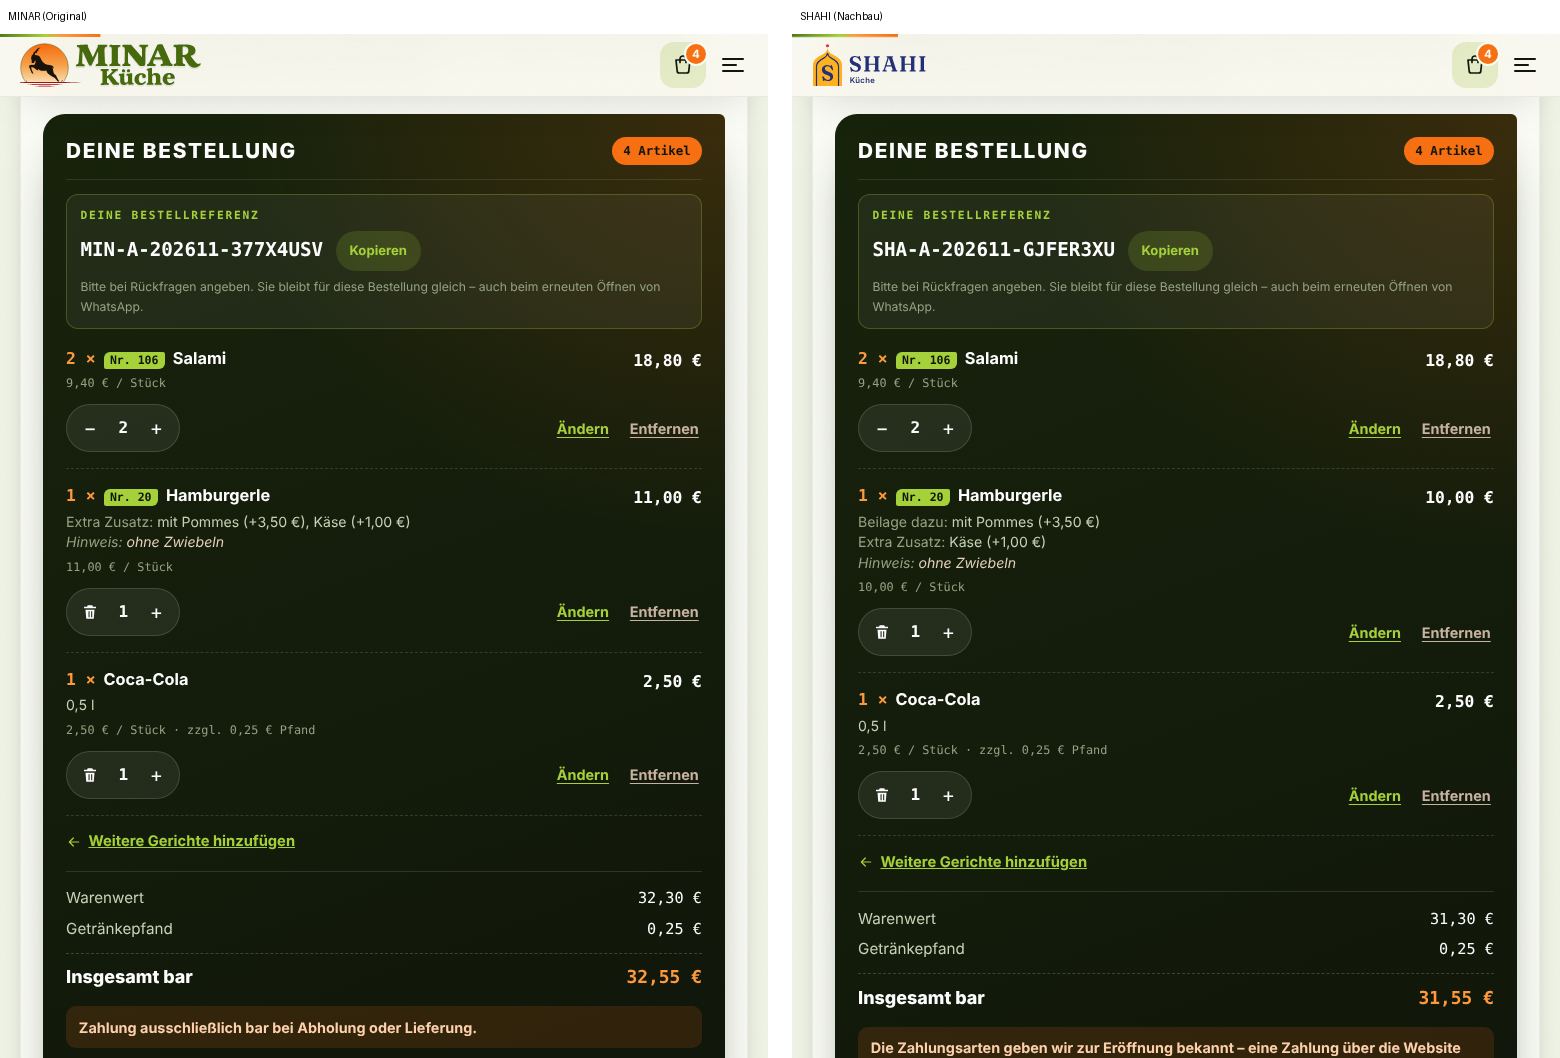 MINAR (Original)
MINAR
Küche
4
DEINE BESTELLUNG
4 Artikel
DEINE BESTELLREFERENZ
MIN-A-202611-377X4USV Kopieren
Bitte bei Rückfragen angeben. Sie bleibt für diese Bestellung gleich – auch beim erneuten Öffnen von
WhatsApp.
2 × Nr. 106 Salami 18,80 €
9,40 € / Stück
− 2 + Ändern Entfernen
1 × Nr. 20 Hamburgerle 11,00 €
Extra Zusatz: mit Pommes (+3,50 €), Käse (+1,00 €)
Hinweis: ohne Zwiebeln
11,00 € / Stück
1 + Ändern Entfernen
1 × Coca-Cola 2,50 €
0,5 l
2,50 € / Stück · zzgl. 0,25 € Pfand
1 + Ändern Entfernen
← Weitere Gerichte hinzufügen
Warenwert 32,30 €
Getränkepfand 0,25 €
Insgesamt bar 32,55 €
Zahlung ausschließlich bar bei Abholung oder Lieferung.
SHAHI (Nachbau)
S SHAHI
Küche
4
DEINE BESTELLUNG
4 Artikel
DEINE BESTELLREFERENZ
SHA-A-202611-GJFER3XU Kopieren
Bitte bei Rückfragen angeben. Sie bleibt für diese Bestellung gleich – auch beim erneuten Öffnen von
WhatsApp.
2 × Nr. 106 Salami 18,80 €
9,40 € / Stück
− 2 + Ändern Entfernen
1 × Nr. 20 Hamburgerle 10,00 €
Beilage dazu: mit Pommes (+3,50 €)
Extra Zusatz: Käse (+1,00 €)
Hinweis: ohne Zwiebeln
10,00 € / Stück
1 + Ändern Entfernen
1 × Coca-Cola 2,50 €
0,5 l
2,50 € / Stück · zzgl. 0,25 € Pfand
1 + Ändern Entfernen
← Weitere Gerichte hinzufügen
Warenwert 31,30 €
Getränkepfand 0,25 €
Insgesamt bar 31,55 €
Die Zahlungsarten geben wir zur Eröffnung bekannt – eine Zahlung über die Website